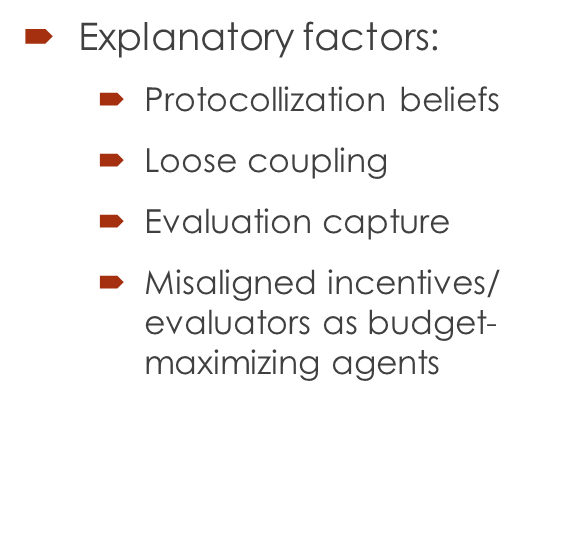 Explanatory factors:
Protocollization beliefs
Loose coupling
Evaluation capture
Misaligned incentives/
evaluators as budget-
maximizing agents